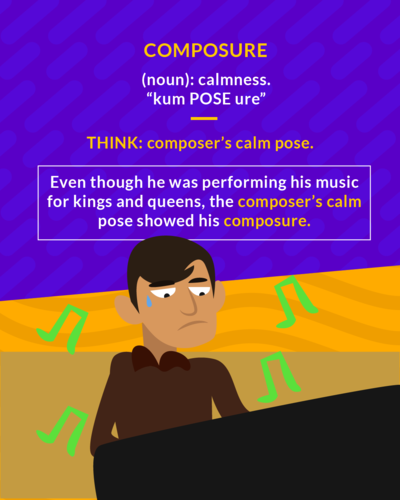 COMPOSURE
(noun): calmness.
“kum POSE ure”
THINK: composer’s calm pose.
Even though he was performing his music
for kings and queens, the composer’s calm
pose showed his composure.